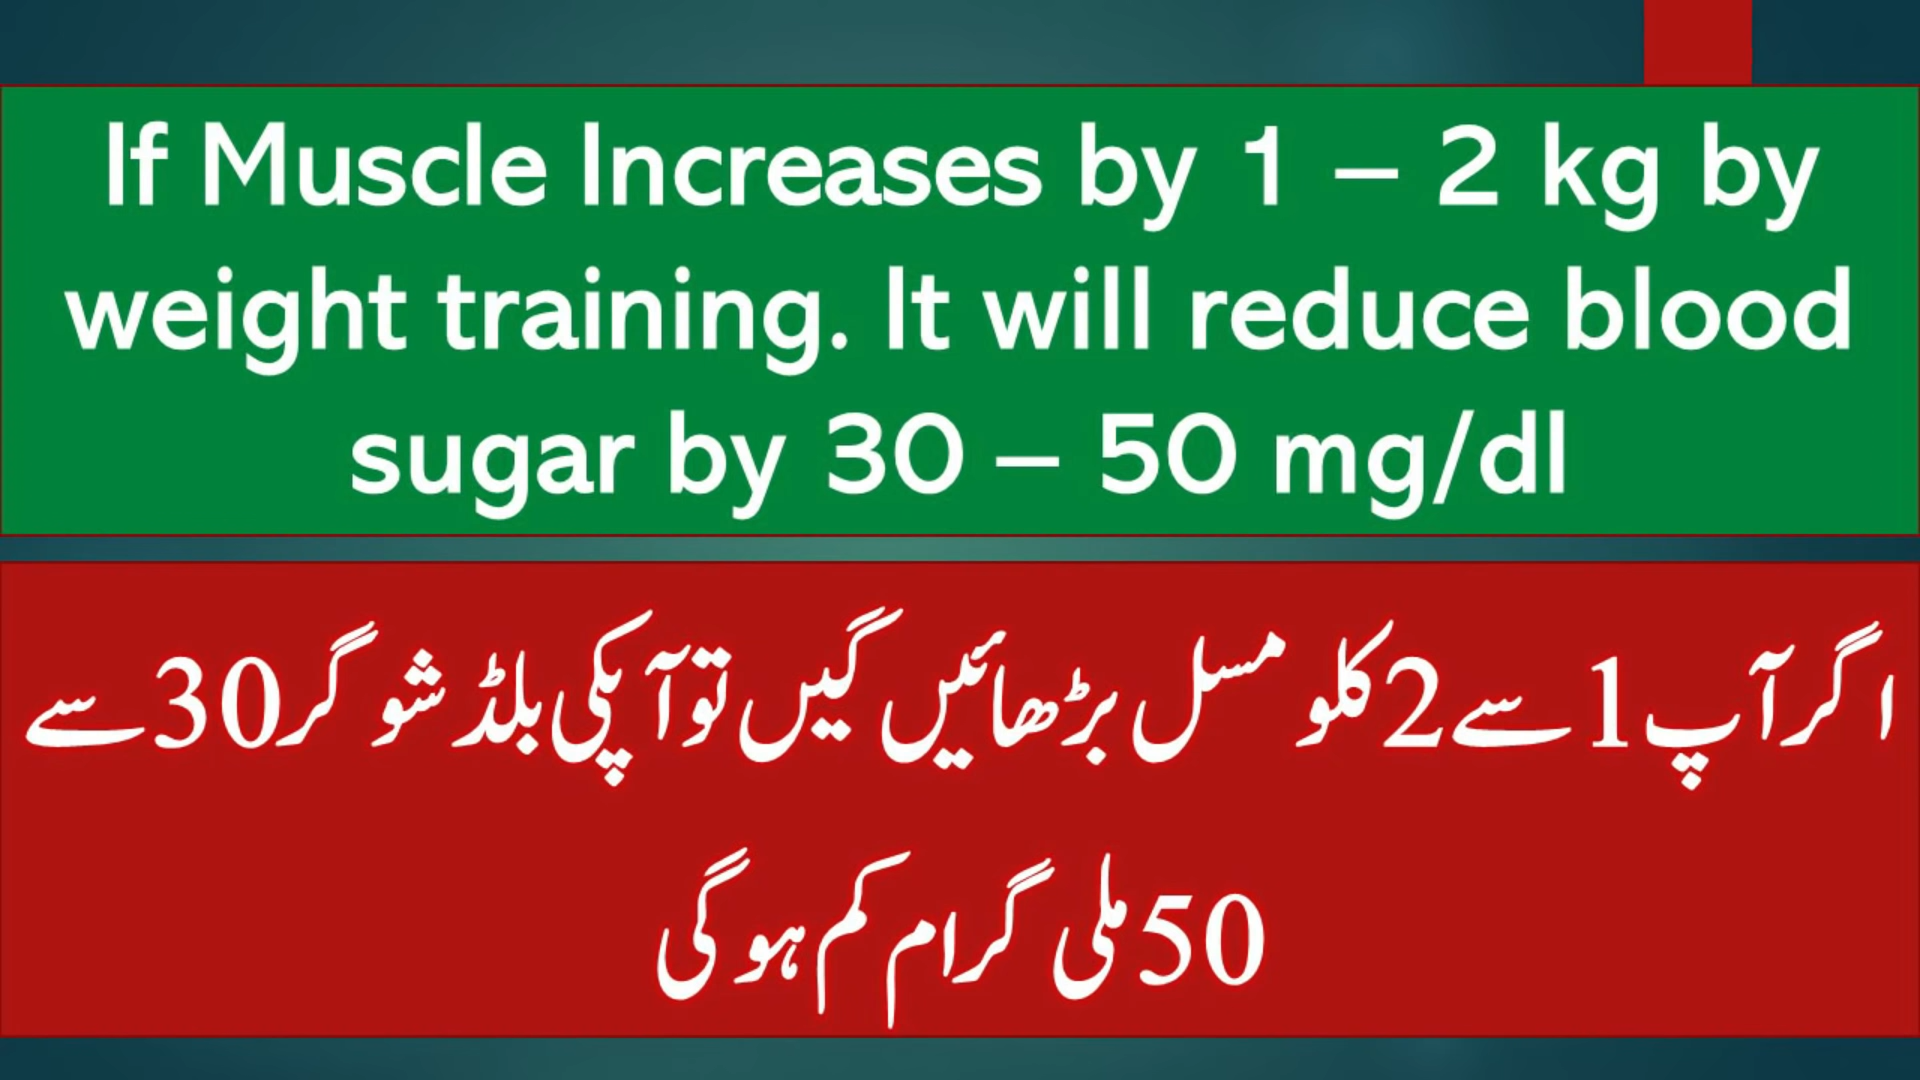 If Muscle Increases by 1 – 2 kg by
weight training. It will reduce blood
sugar by 30 – 50 mg/dl
اگر آپ 1 سے 2 کلو مسل بڑھائیں گیں تو آپکی بلڈ شوگر 30 سے
50 ملی گرام کم ہو گی